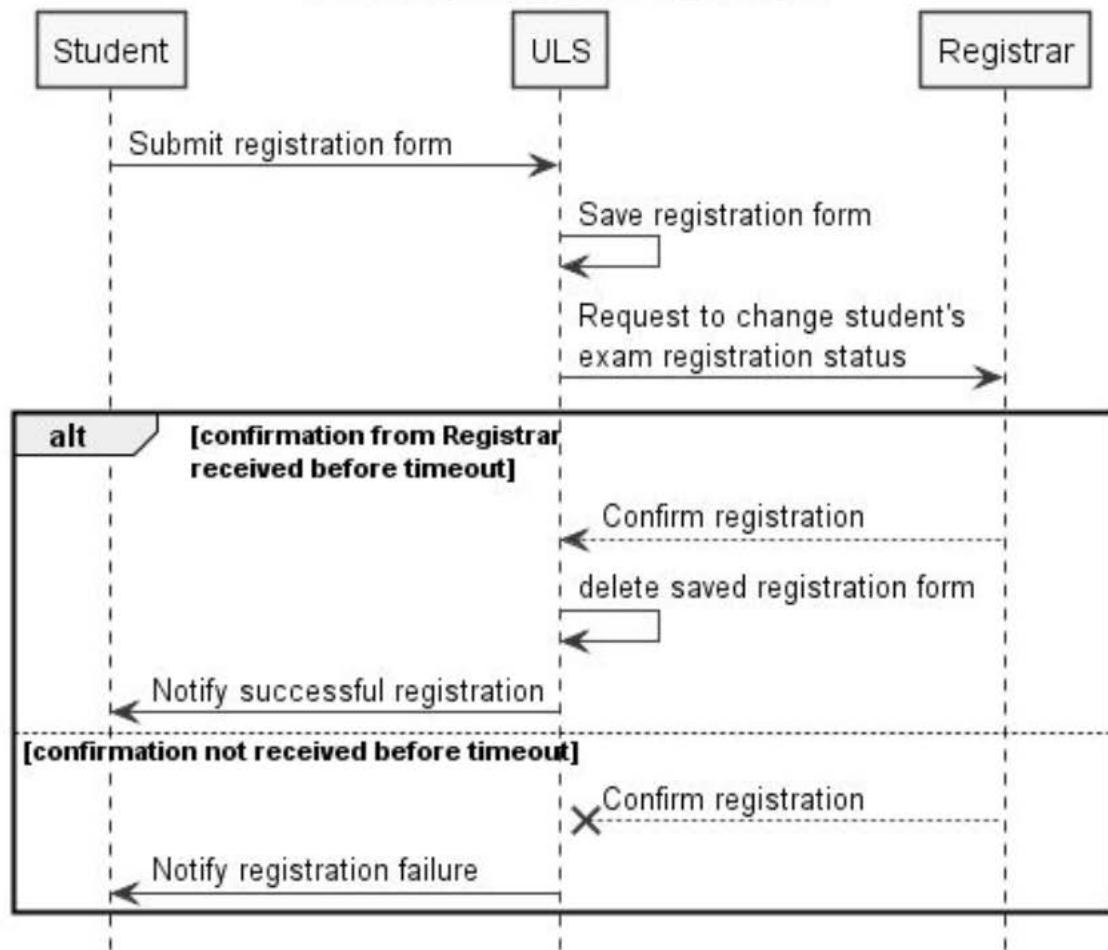 Student
ULS
Registrar
Submit registration form
Save registration form
Request to change student's
exam registration status
alt
[confirmation from Registrar
received before timeout]
Confirm registration
delete saved registration form
Notify successful registration
[confirmation not received before timeout]
Confirm registration
Notify registration failure